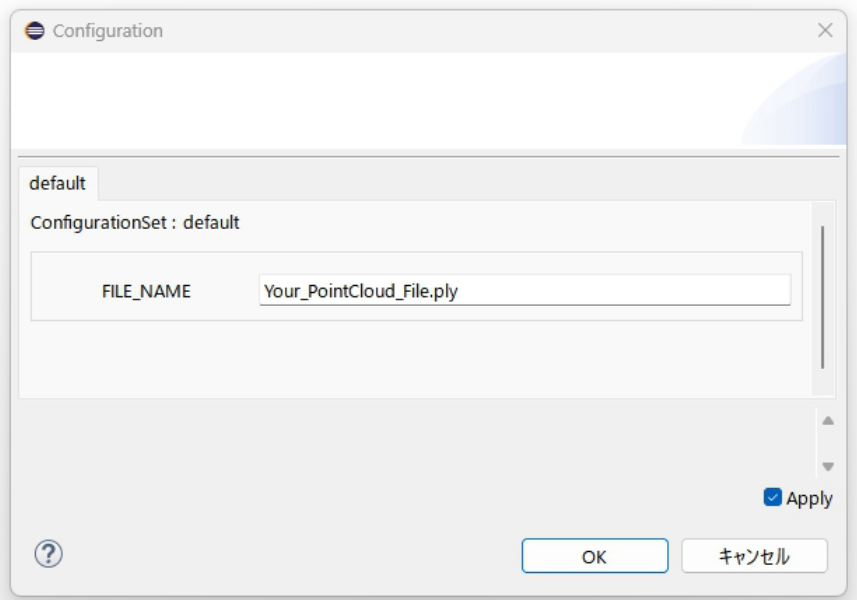 Configuration
default
ConfigurationSet : default
FILE_NAME Your_PointCloud_File.ply
Apply
OK キャンセル